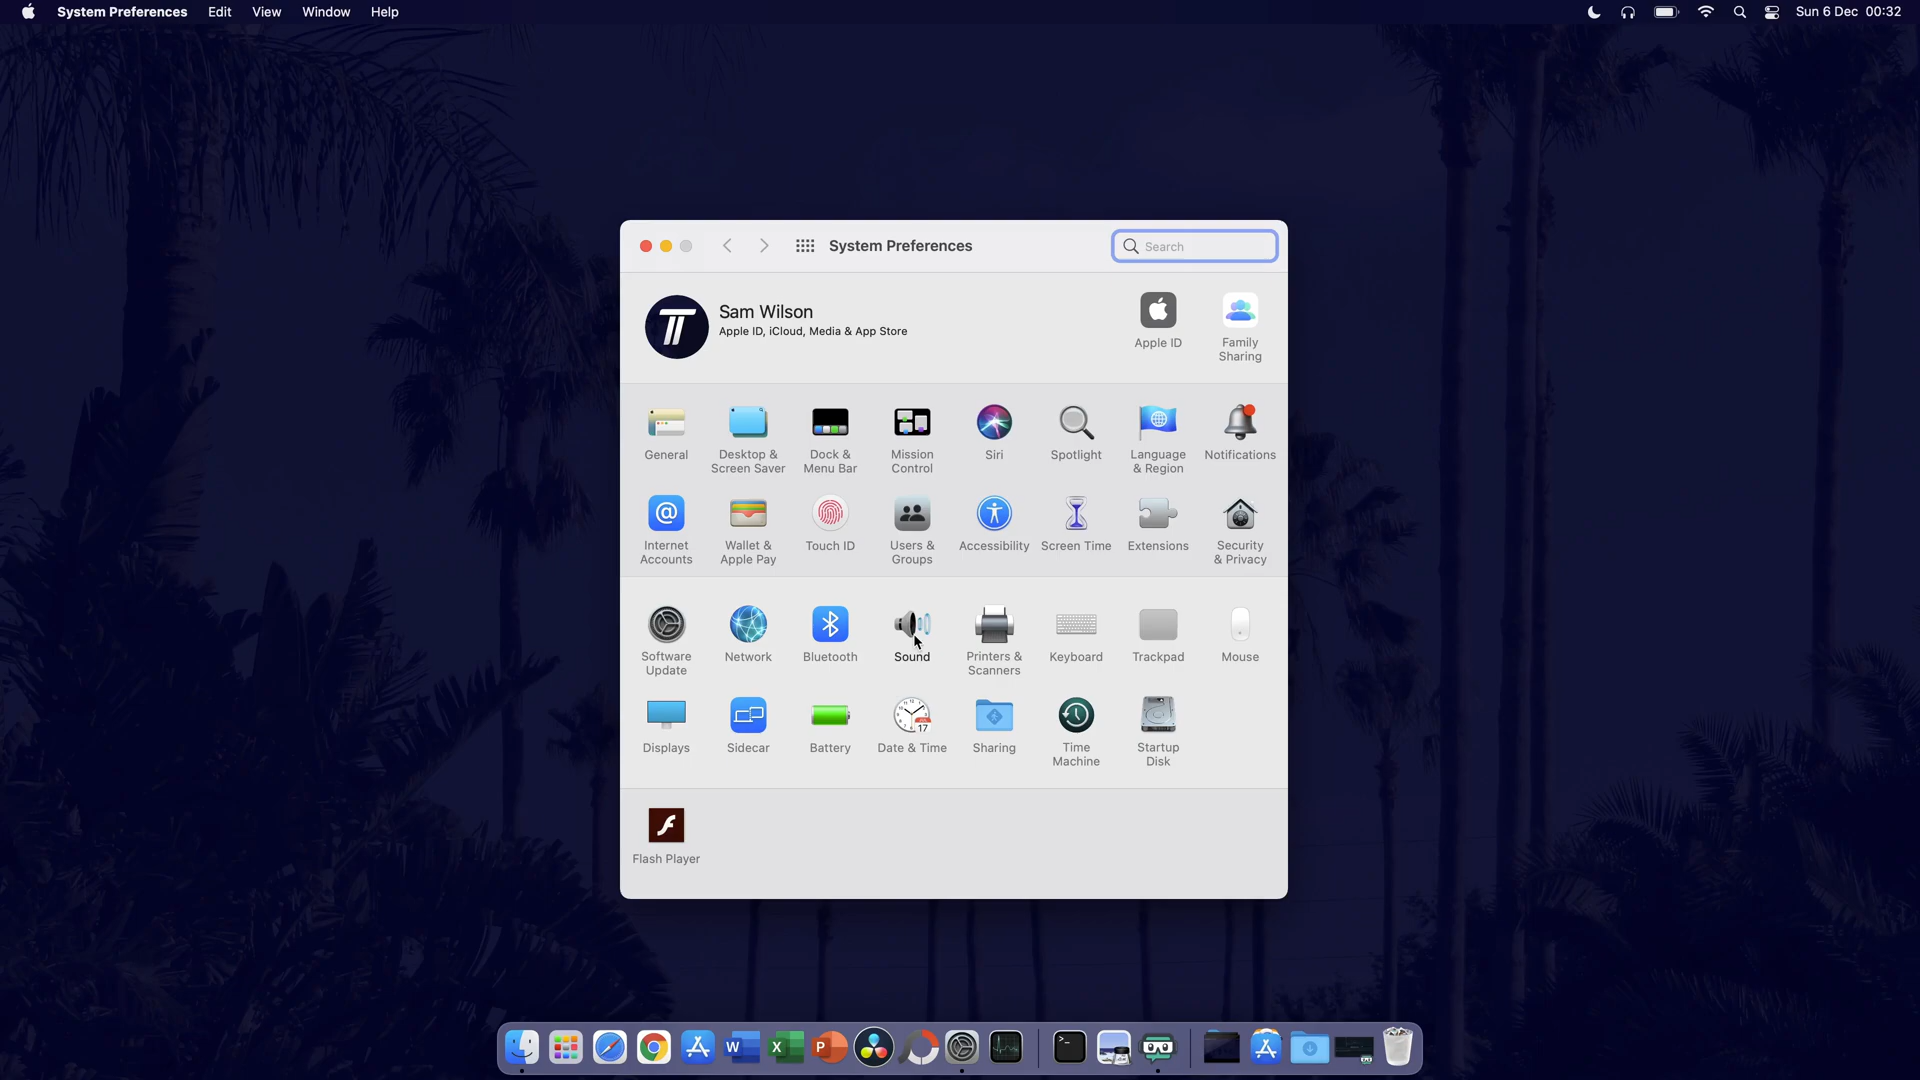 System Preferences Edit View Window Help Sun 6 Dec 00:32
System Preferences
Search
Sam Wilson
Apple ID, iCloud, Media & App Store
Apple ID
Family
Sharing
General
Desktop &
Screen Saver
Dock &
Menu Bar
Mission
Control
Siri
Spotlight
Language
& Region
Notifications
Internet
Accounts
Wallet &
Apple Pay
Touch ID
Users &
Groups
Accessibility
Screen Time
Extensions
Security
& Privacy
Software
Update
Network
Bluetooth
Sound
Printers &
Scanners
Keyboard
Trackpad
Mouse
Displays
Sidecar
Battery
17
Date & Time
Sharing
Time
Machine
Startup
Disk
Flash Player
W
X
P